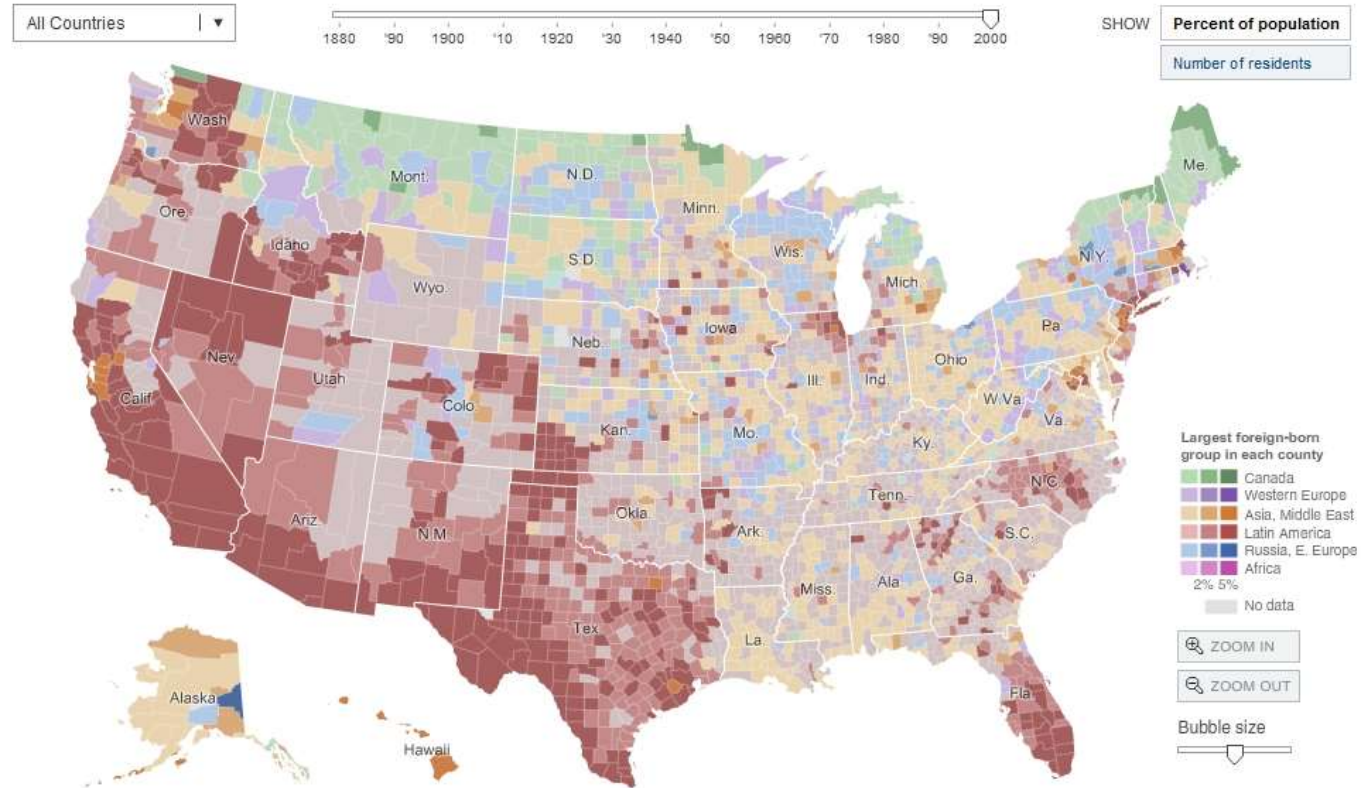 All Countries
1880 '90 1900 '10 1920 '30 1940 '50 1960 '70 1980 '90 2000
SHOW
Percent of population
Number of residents
Wash
Ore.
Idaho
Mont.
N.D.
Minn.
Wis.
Mich.
N.Y.
Me.
S.D.
Wyo.
Nev.
Utah
Calif.
Colo.
Neb.
Iowa
Ill.
Ind.
Ohio
Pa
W.Va
Va.
Kan.
Mo.
Ky.
Ariz.
N.M.
Okla.
Ark.
Tenn.
N.C.
S.C.
Tex
La.
Miss.
Ala
Ga.
Fla.
Alaska
Hawaii
Largest foreign-born
group in each county
Canada
Western Europe
Asia, Middle East
Latin America
Russia, E. Europe
Africa
2% 5%
No data
ZOOM IN
ZOOM OUT
Bubble size